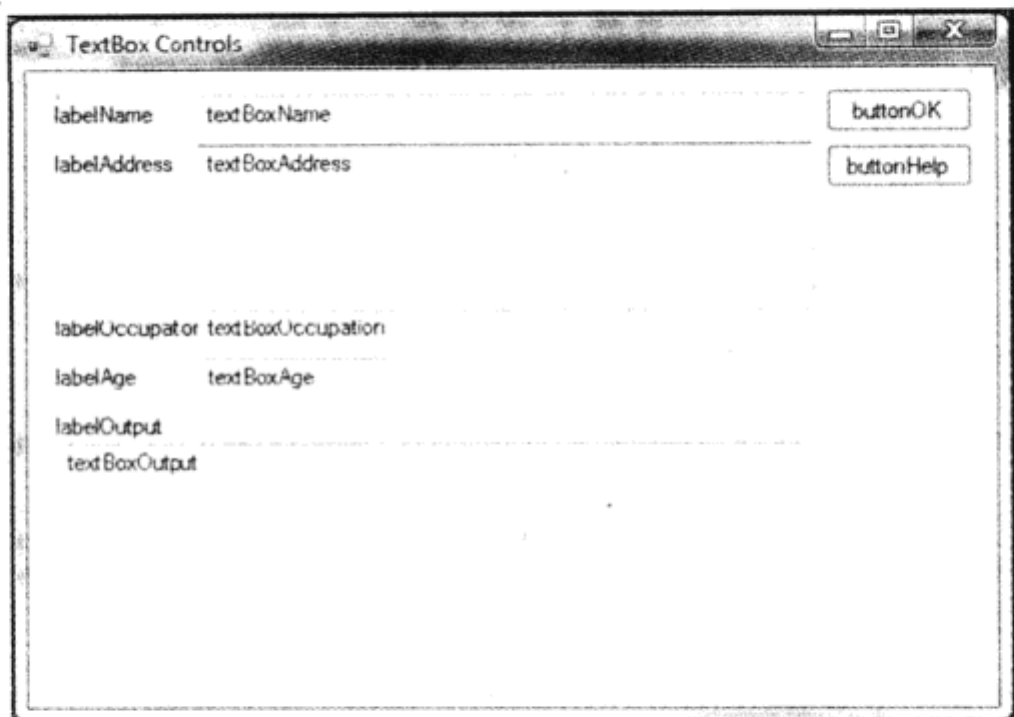 TextBox Controls
labelName textBoxName buttonOK
labelAddress textBoxAddress buttonHelp
labelOccupator textBoxOccupation
labelAge textBoxAge
labelOutput
textBoxOutput